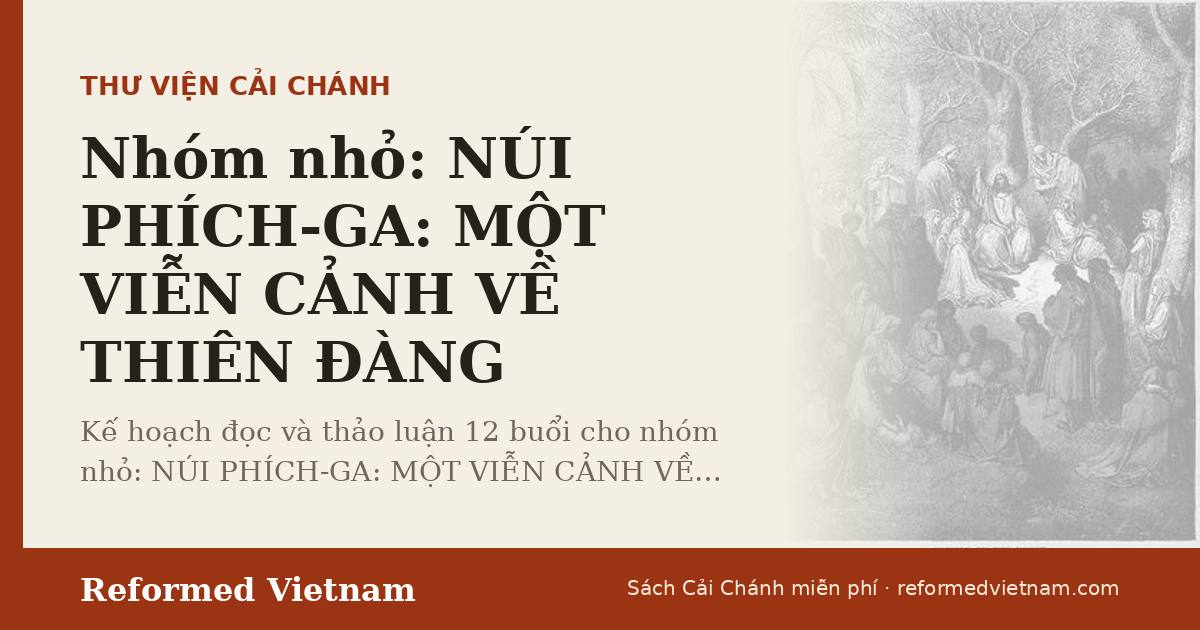 THƯ VIỆN CẢI CHÁNH
Nhóm nhỏ: NÚI
PHÍCH-GA: MỘT
VIỄN CẢNH VỀ
THIÊN ĐÀNG
Kế hoạch đọc và thảo luận 12 buổi cho nhóm
nhỏ: NÚI PHÍCH-GA: MỘT VIỄN CẢNH VỀ...
Reformed Vietnam
Sách Cải Chánh miễn phí · reformedvietnam.com